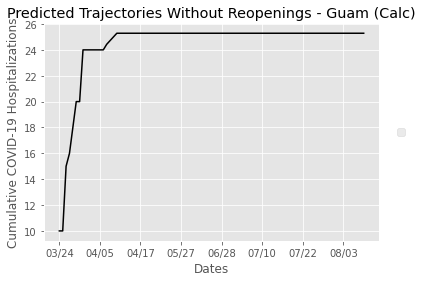 Predicted Trajectories Without Reopenings - Guam (Calc)
Cumulative COVID-19 Hospitalizations
26
24
22
20
18
16
14
12
10
03/24 04/05 04/17 05/27 06/28 07/10 07/22 08/03
Dates